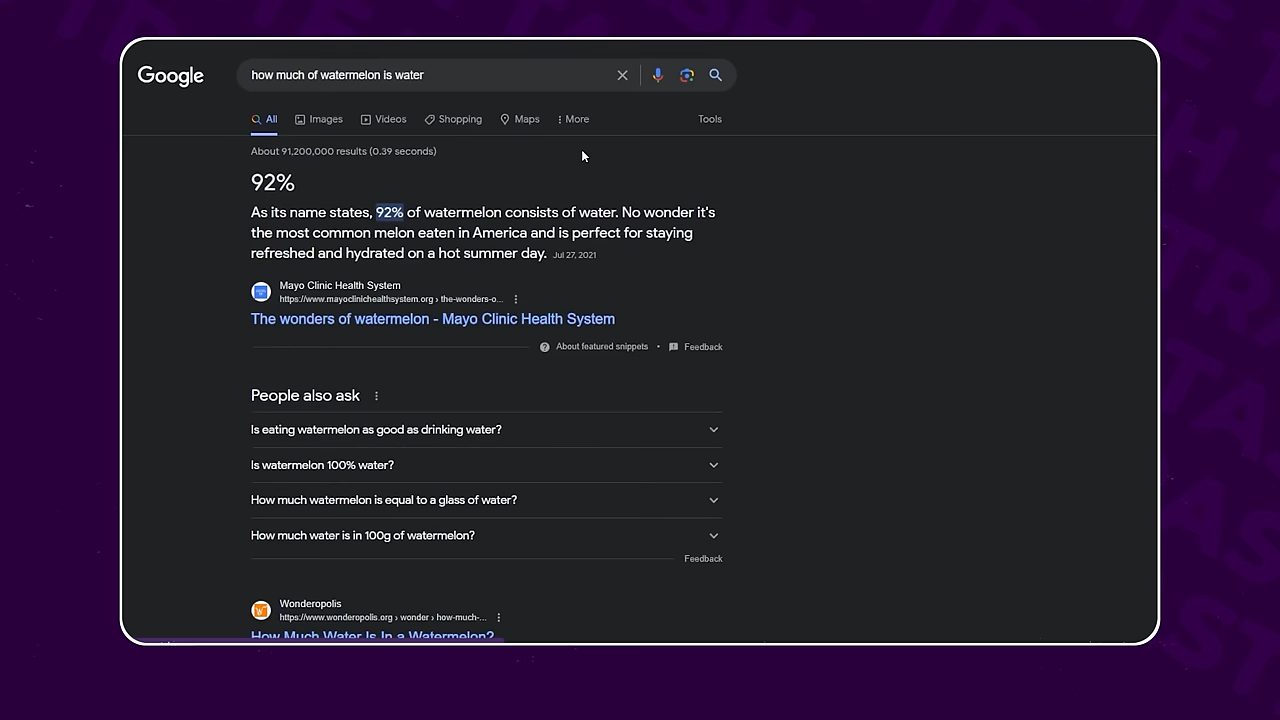 Google
how much of watermelon is water
All Images Videos Shopping Maps More Tools
About 91,200,000 results (0.39 seconds)
92%
As its name states, 92% of watermelon consists of water. No wonder it's
the most common melon eaten in America and is perfect for staying
refreshed and hydrated on a hot summer day. Jul 27, 2021
Mayo Clinic Health System
https://www.mayoclinichealthsystem.org › the-wonders-o...
The wonders of watermelon - Mayo Clinic Health System
About featured snippets • Feedback
People also ask
Is eating watermelon as good as drinking water?
Is watermelon 100% water?
How much watermelon is equal to a glass of water?
How much water is in 100g of watermelon?
Feedback
Wonderopolis
https://www.wonderopolis.org › wonder › how-much-...
How Much Water Is In a Watermelon?